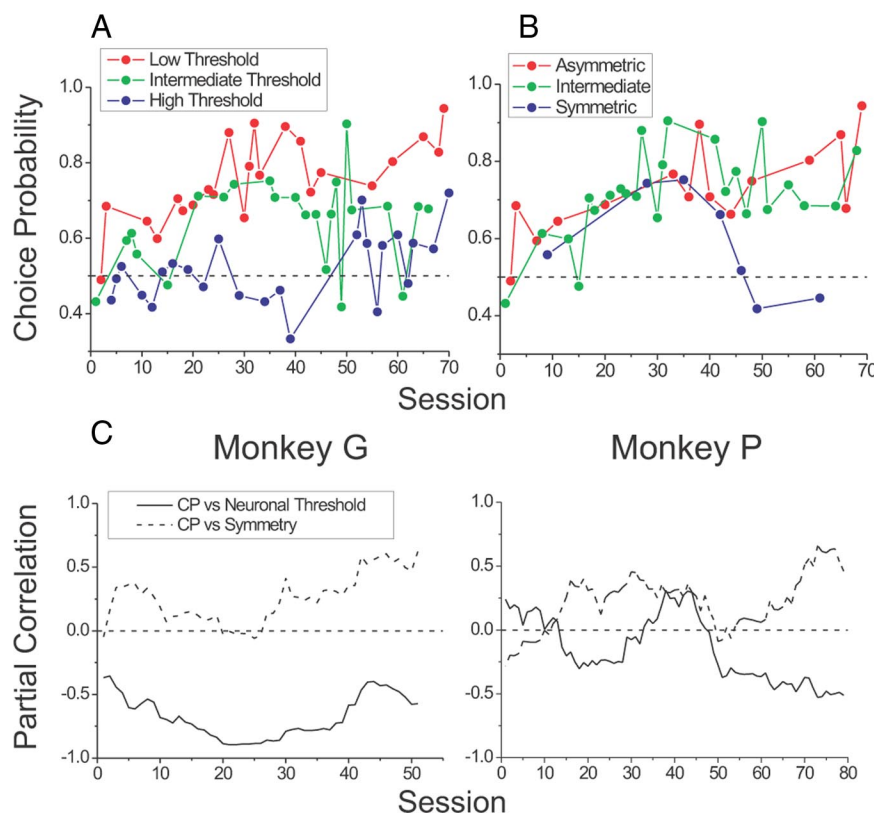 A
B
Low Threshold
Intermediate Threshold
High Threshold
Asymmetric
Intermediate
Symmetric
Choice Probability
1.0
0.8
0.6
0.4
0 10 20 30 40 50 60 70
1.0
0.8
0.6
0.4
0 10 20 30 40 50 60 70
Session
C
Monkey G
Monkey P
CP vs Neuronal Threshold
CP vs Symmetry
Partial Correlation
1.0
0.5
0.0
-0.5
-1.0
0 10 20 30 40 50
1.0
0.5
0.0
-0.5
-1.0
0 10 20 30 40 50 60 70 80
Session